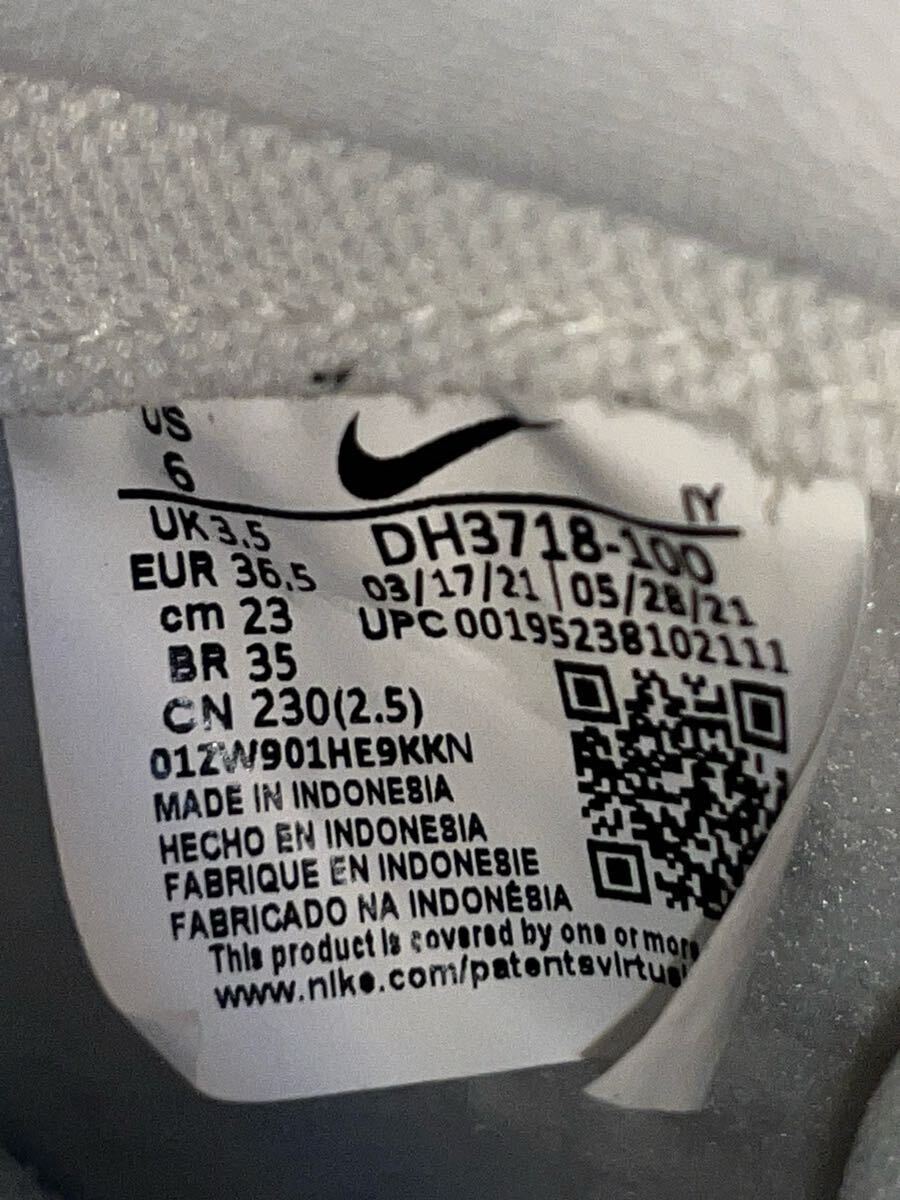 US
6
IY
UK 3.5
EUR 36.5
cm 23
BR 35
CN 230(2.5)
DH3718-100
03/17/21 | 05/28/21
UPC 00195238102111
01ZW901HE9KKN
MADE IN INDONESIA
HECHO EN INDONESIA
FABRIQUE EN INDONESIE
FABRICADO NA INDONÉSIA
This product is covered by one or more
www.nike.com/patentsvirtual